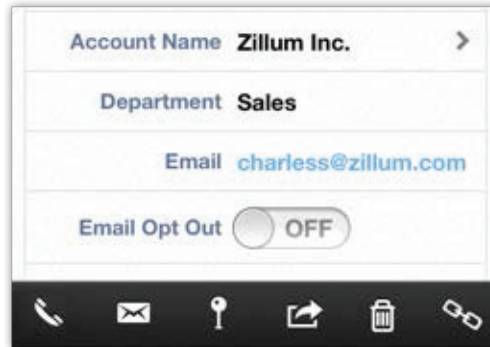 Account Name Zillum Inc.
Department Sales
Email charless@zillum.com
Email Opt Out OFF